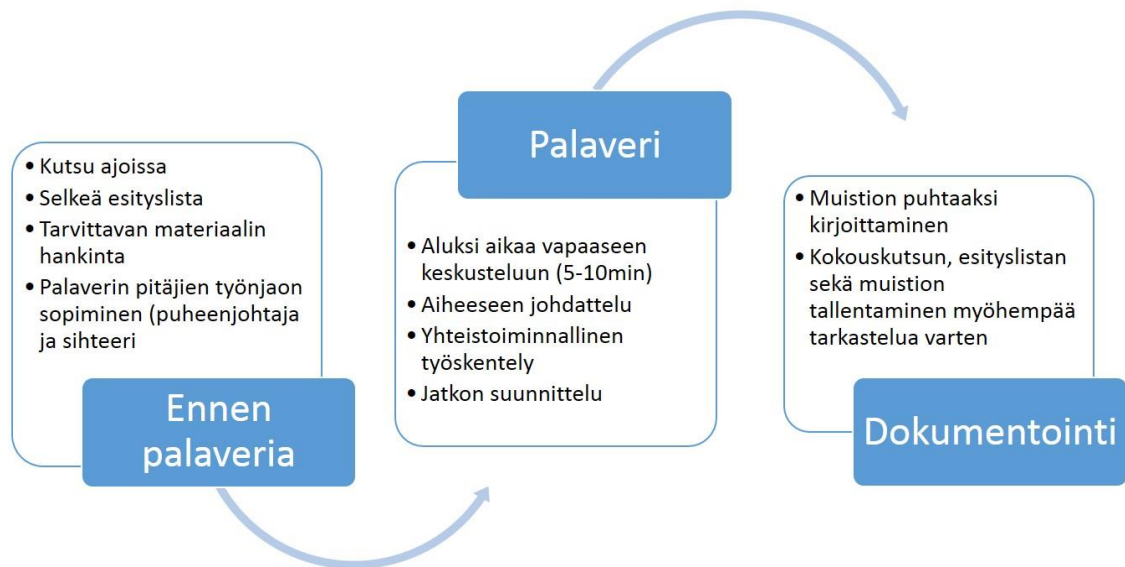 • Kutsu ajoissa
• Selkeä esityslista
• Tarvittavan materiaalin
hankinta
• Palaverin pitäjien työnjaon
sopiminen (puheenjohtaja
ja sihteeri
Ennen
palaveria
Palaveri
• Aluksi aikaa vapaaseen
keskusteluun (5-10min)
• Aiheeseen johdattelu
• Yhteistoiminnallinen
työskentely
• Jatkon suunnittelu
• Muistion puhtaaksi
kirjoittaminen
• Kokouskutsun, esityslistan
sekä muistion
tallentaminen myöhempää
tarkastelua varten
Dokumentointi